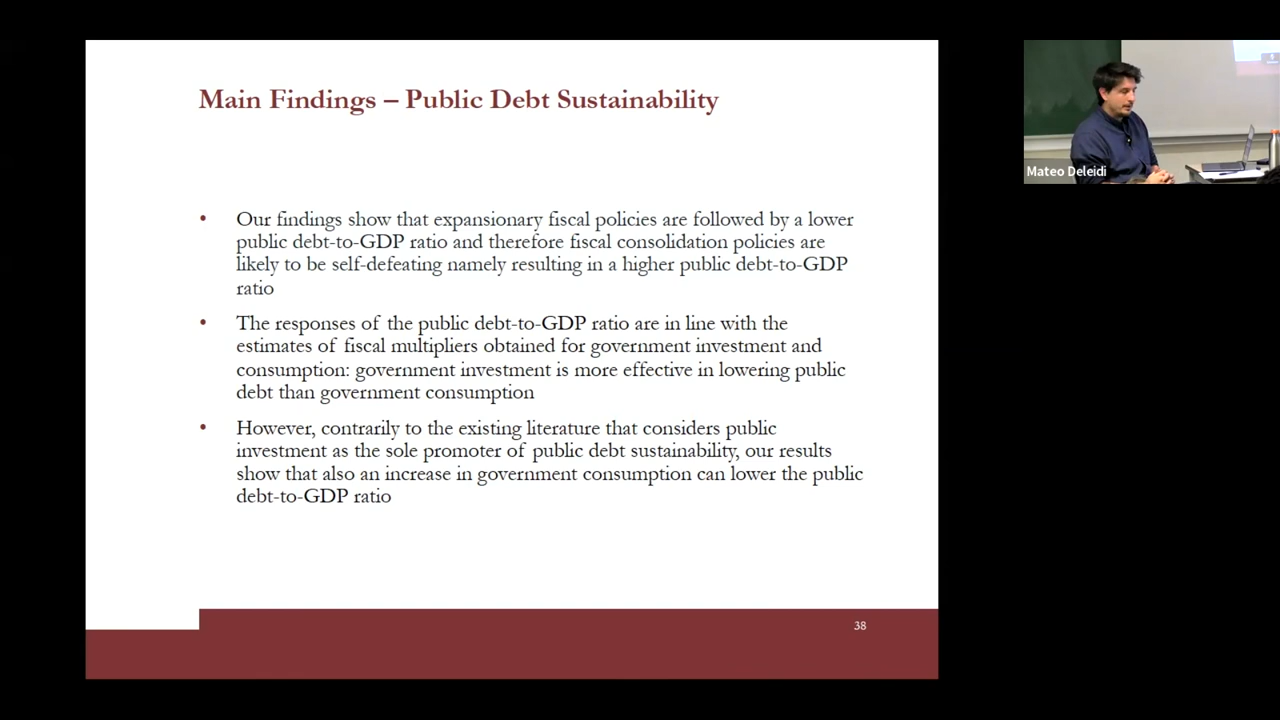 Main Findings – Public Debt Sustainability
• Our findings show that expansionary fiscal policies are followed by a lower
public debt-to-GDP ratio and therefore fiscal consolidation policies are
likely to be self-defeating namely resulting in a higher public debt-to-GDP
ratio
• The responses of the public debt-to-GDP ratio are in line with the
estimates of fiscal multipliers obtained for government investment and
consumption: government investment is more effective in lowering public
debt than government consumption
• However, contrarily to the existing literature that considers public
investment as the sole promoter of public debt sustainability, our results
show that also an increase in government consumption can lower the public
debt-to-GDP ratio
38
Mateo Deleidi